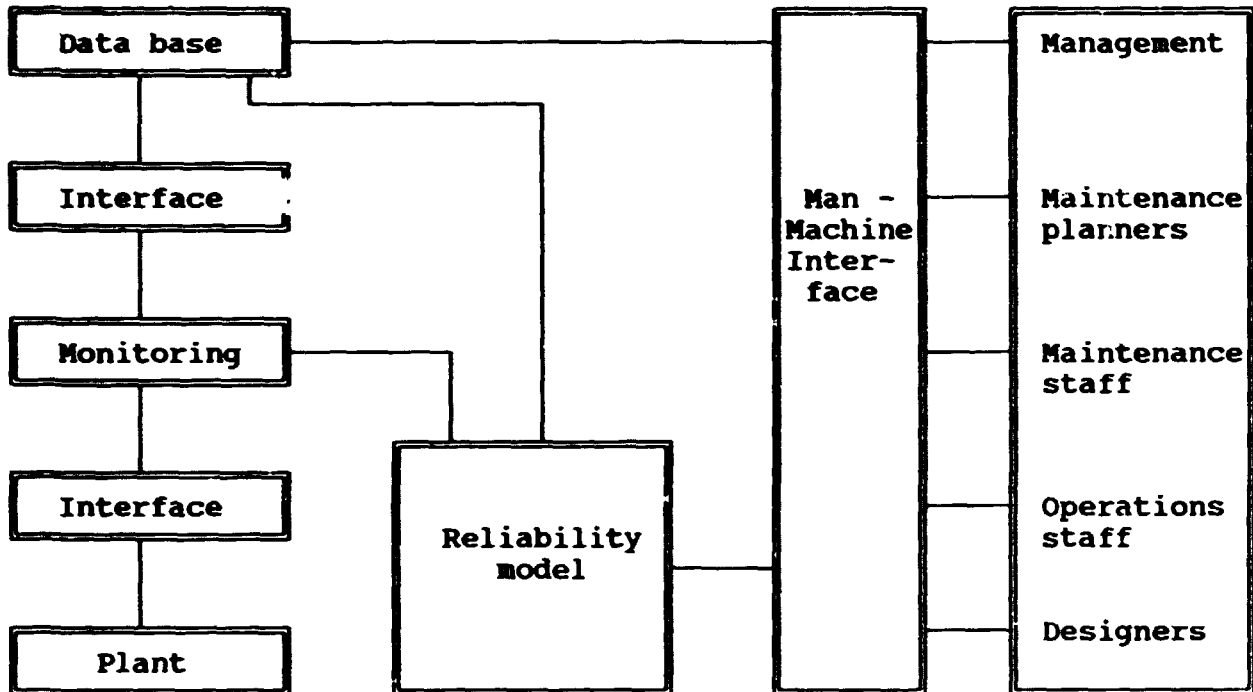 Data base
Interface
Monitoring
Interface
Plant
Reliability
model
Man -
Machine
Inter-
face
Management
Maintenance
planners
Maintenance
staff
Operations
staff
Designers